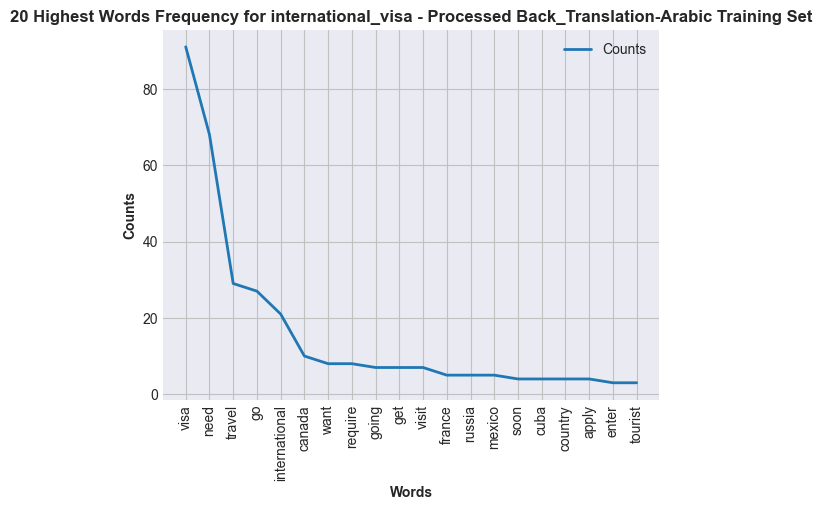 20 Highest Words Frequency for international_visa - Processed Back_Translation-Arabic Training Set
Counts
80
60
40
20
0
Counts
visa
need
travel
go
international
canada
want
require
going
get
visit
france
russia
mexico
soon
cuba
country
apply
enter
tourist
Words